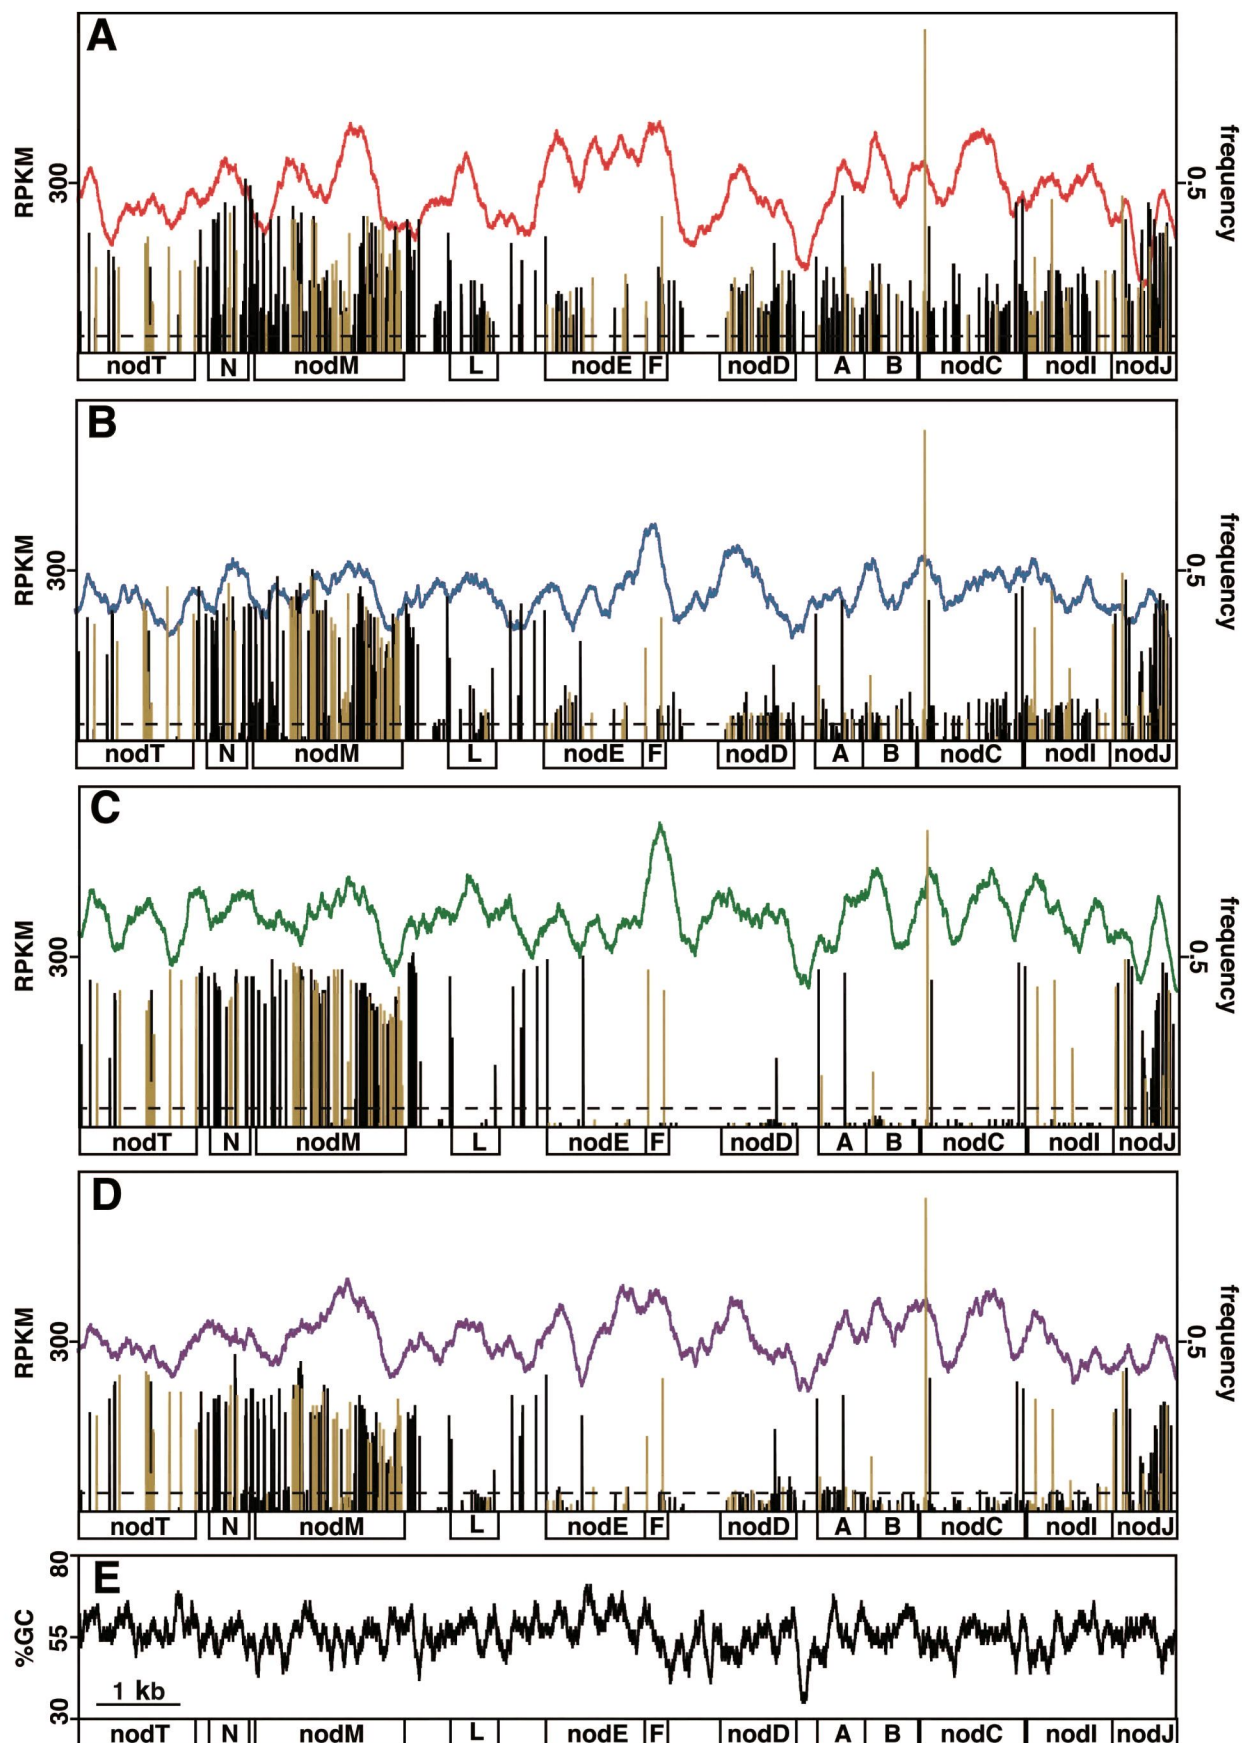 A
RPKM
300
0.5
frequency
nodT N nodM L nodE F nodD A B nodC nodI nodJ
B
RPKM
300
0.5
frequency
nodT N nodM L nodE F nodD A B nodC nodI nodJ
C
RPKM
300
0.5
frequency
nodT N nodM L nodE F nodD A B nodC nodI nodJ
D
RPKM
300
0.5
frequency
nodT N nodM L nodE F nodD A B nodC nodI nodJ
E
%GC
80
55
30
1 kb
nodT N nodM L nodE F nodD A B nodC nodI nodJ